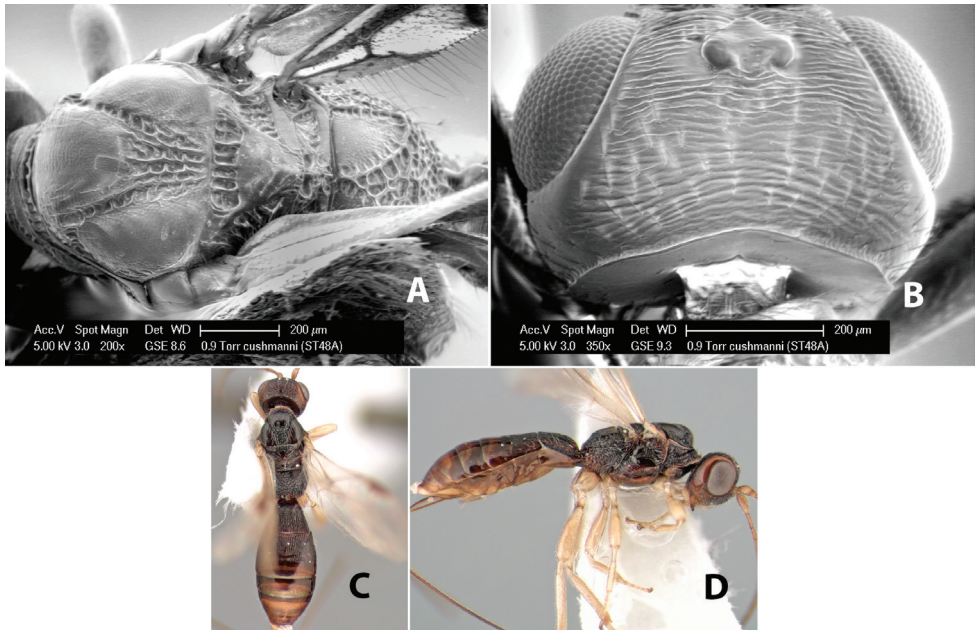 A
B
Acc.V Spot Magn Det WD 200 μm
5.00 kV 3.0 200x GSE 8.6 0.9 Torr cushmanni (ST48A)
Acc.V Spot Magn Det WD 200 μm
5.00 kV 3.0 350x GSE 9.3 0.9 Torr cushmanni (ST48A)
C
D